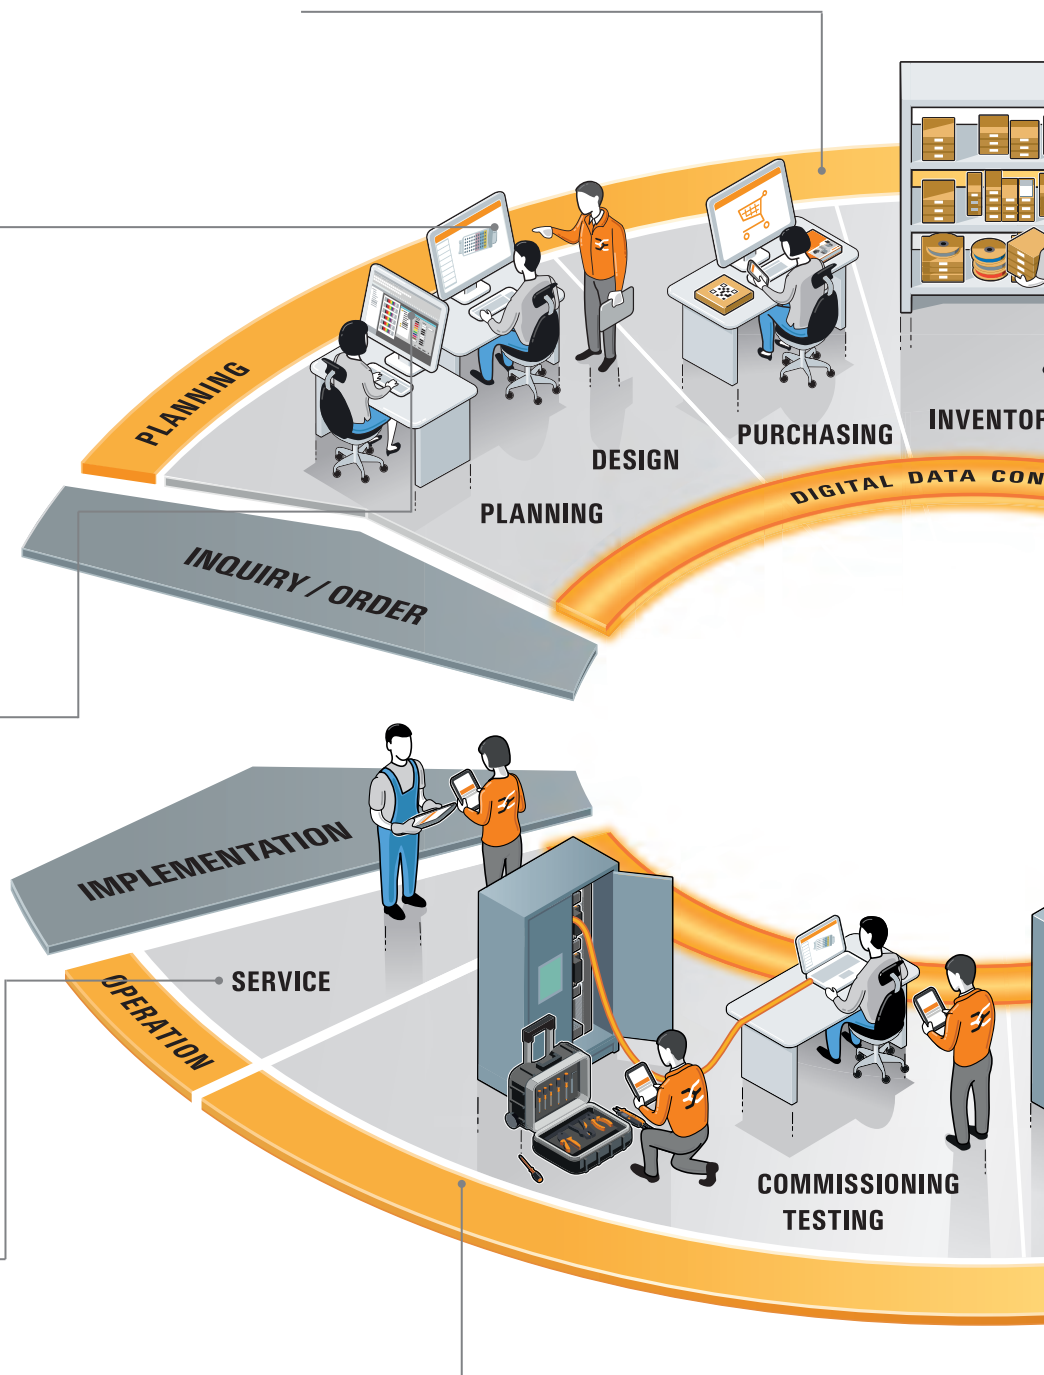 PLANNING
DESIGN
PLANNING
PURCHASING
INVENTOR
DIGITAL DATA CON
INQUIRY / ORDER
IMPLEMENTATION
OPERATION
SERVICE
COMMISSIONING
TESTING